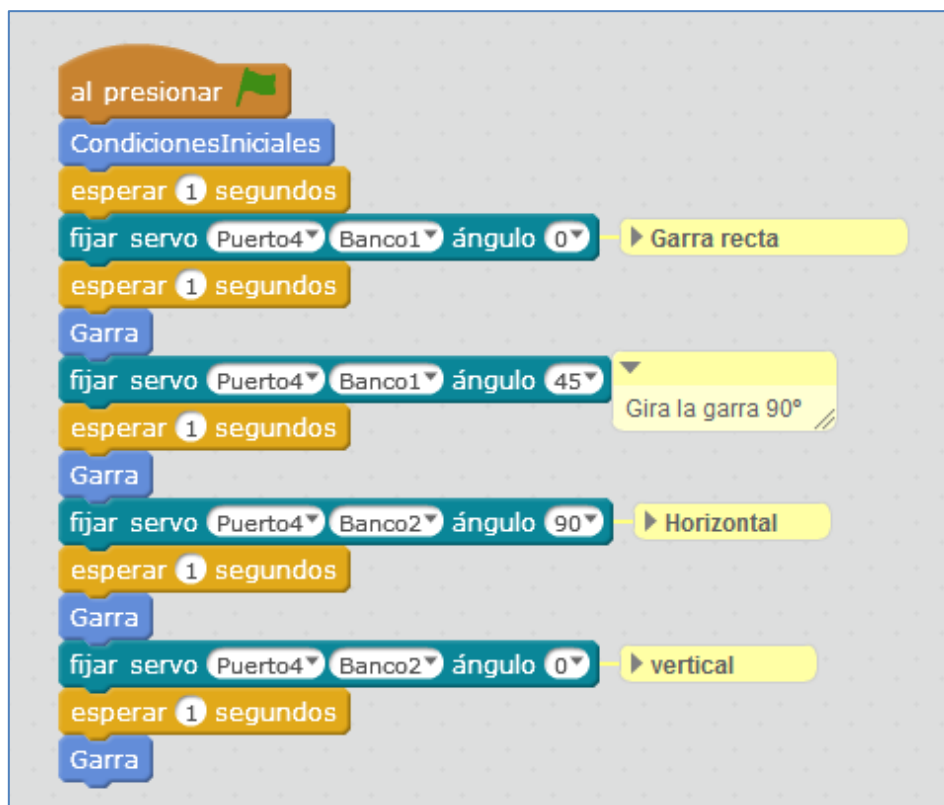 al presionar
CondicionesIniciales
esperar 1 segundos
fijar servo Puerto4 Banco1 ángulo 0 Garra recta
esperar 1 segundos
Garra
fijar servo Puerto4 Banco1 ángulo 45
Gira la garra 90º
esperar 1 segundos
Garra
fijar servo Puerto4 Banco2 ángulo 90 Horizontal
esperar 1 segundos
Garra
fijar servo Puerto4 Banco2 ángulo 0 vertical
esperar 1 segundos
Garra